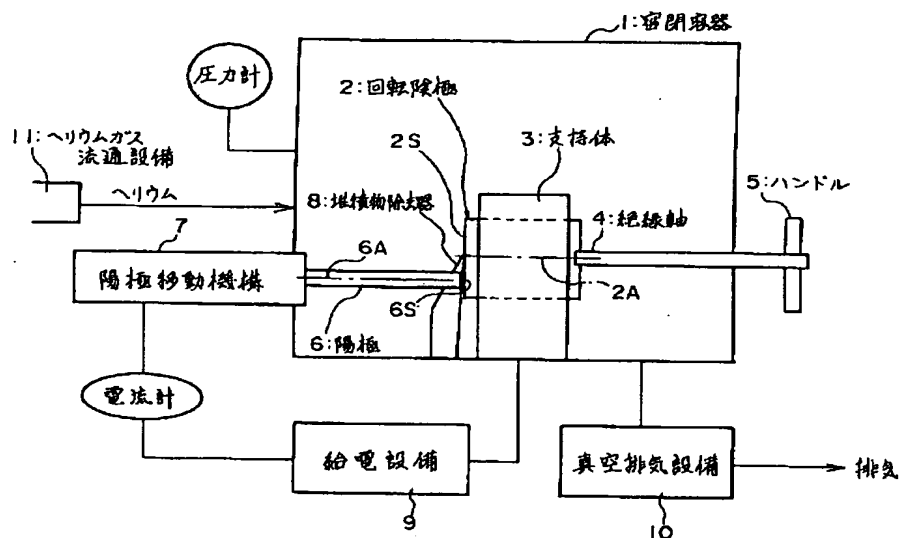 1:密閉容器
圧力計
2:回転陰極
2S
3:支持体
11:ヘリウムガス
流通設備
ヘリウム
8:堆積物除去器
5:ハンドル
4:絶縁軸
7
6A
陽極移動機構
6S
2A
6:陽極
電流計
給電設備
真空排気設備
排気
9
10